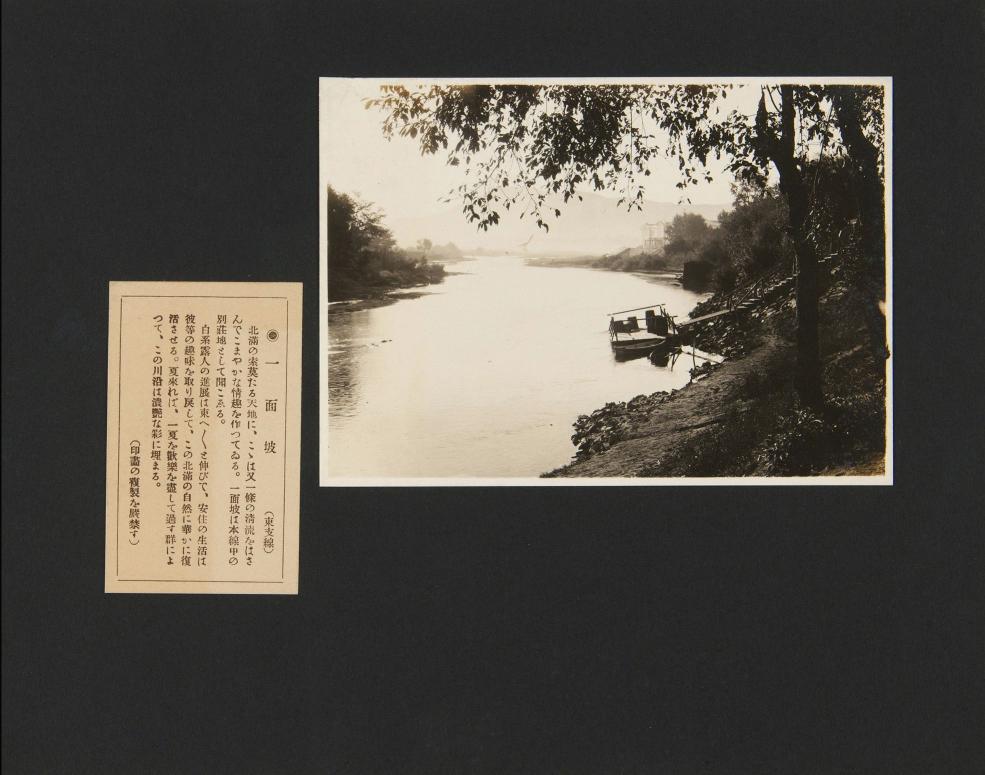 ◉一面坡 （東支線）
北滿の索莫たる天地に、こゝは又一條の淸流をはさ
んでこまやかな情趣を作つてゐる。一面坡は本線中の
別莊地として聞こゑる。
白系露人の進展は東へ〱と伸びて、安住の生活は
彼等の趣味を取り戾して、この北滿の自然に華かに復
活させる。夏來れば、一夏を歡樂を盡して過す群によ
つて、この川沿は濃艷な彩に埋まる。
（印畵の複製を嚴禁す）